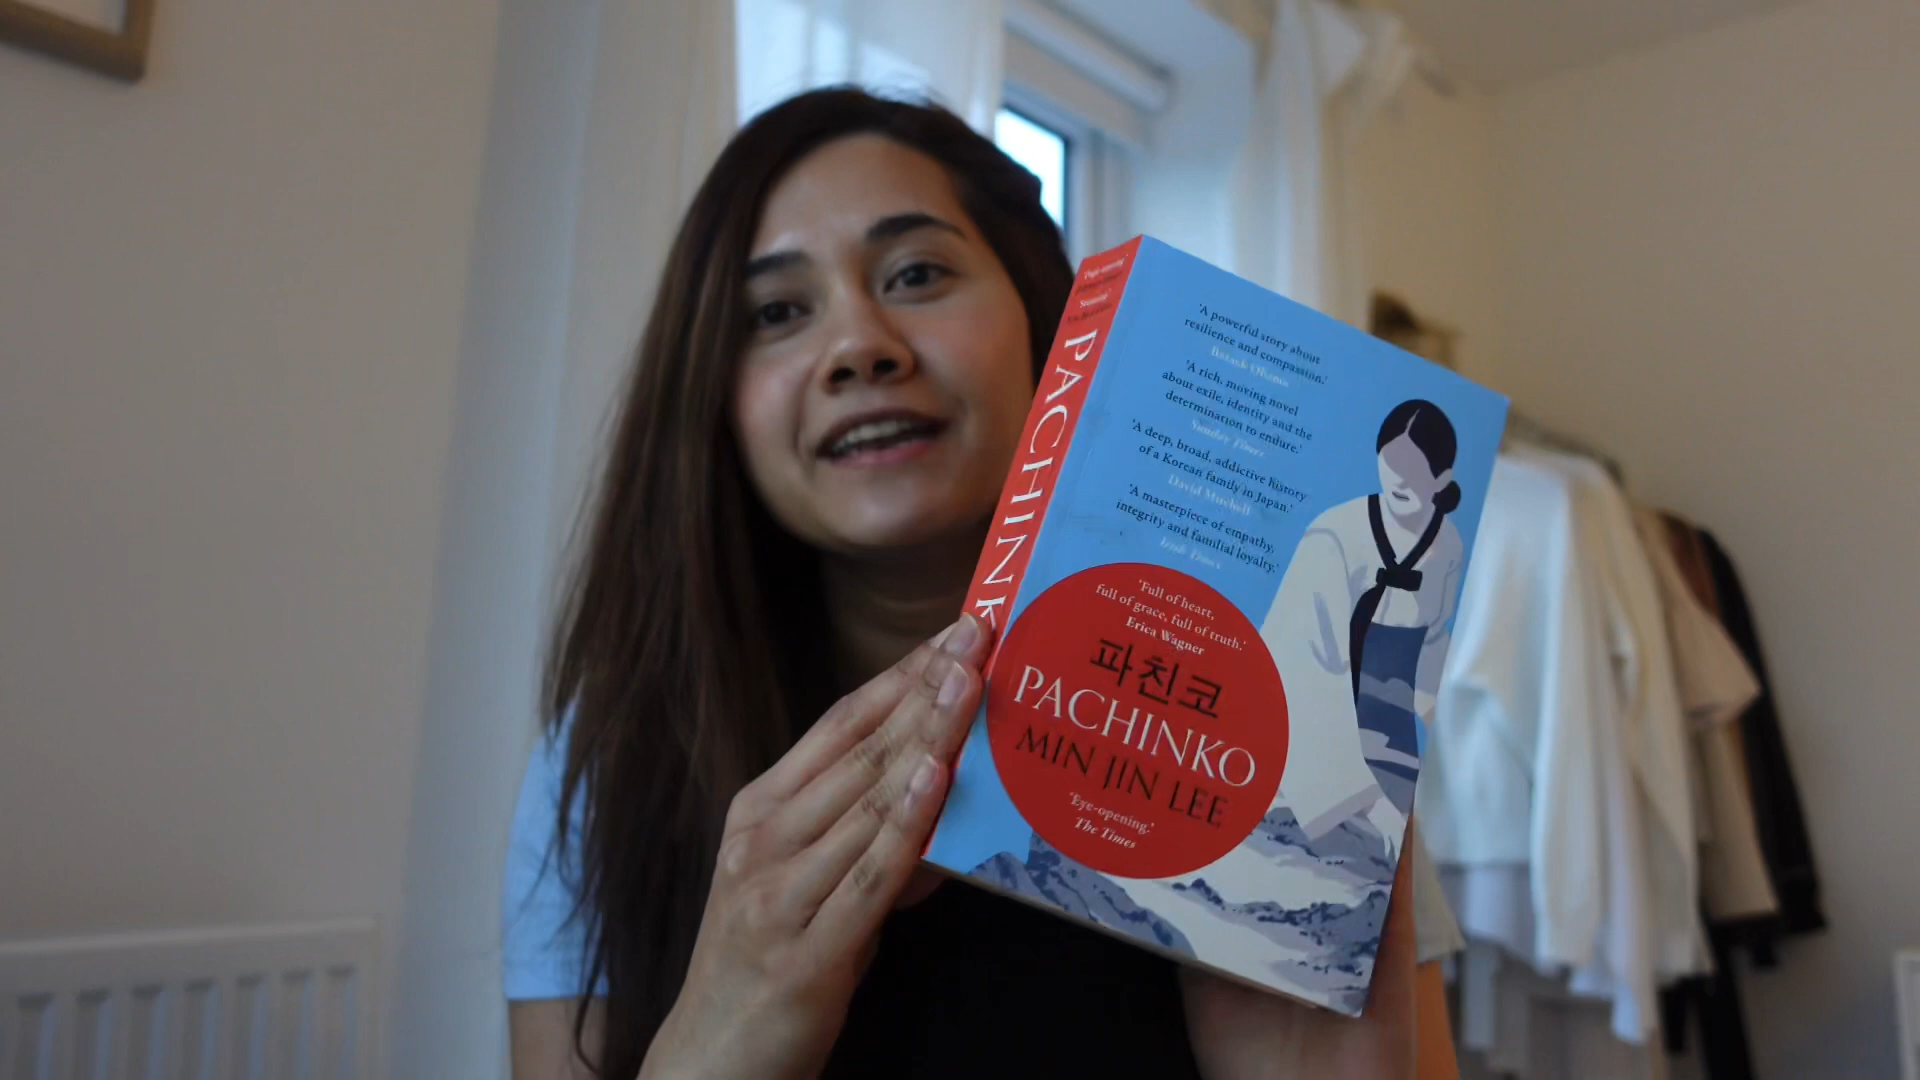 PACHINK
'A powerful story about
resilience and compassion.'
Barack Obama
'A rich, moving novel
about exile, identity and the
determination to endure.'
Sunday Times
'A deep, broad, addictive history
of a Korean family in Japan.'
David Mitchell
'A masterpiece of empathy,
integrity and familial loyalty.'
Irish Times
'Full of heart,
full of grace, full of truth.'
Erica Wagner
파친코
PACHINKO
MIN JIN LEE
'Eye-opening.'
The Times